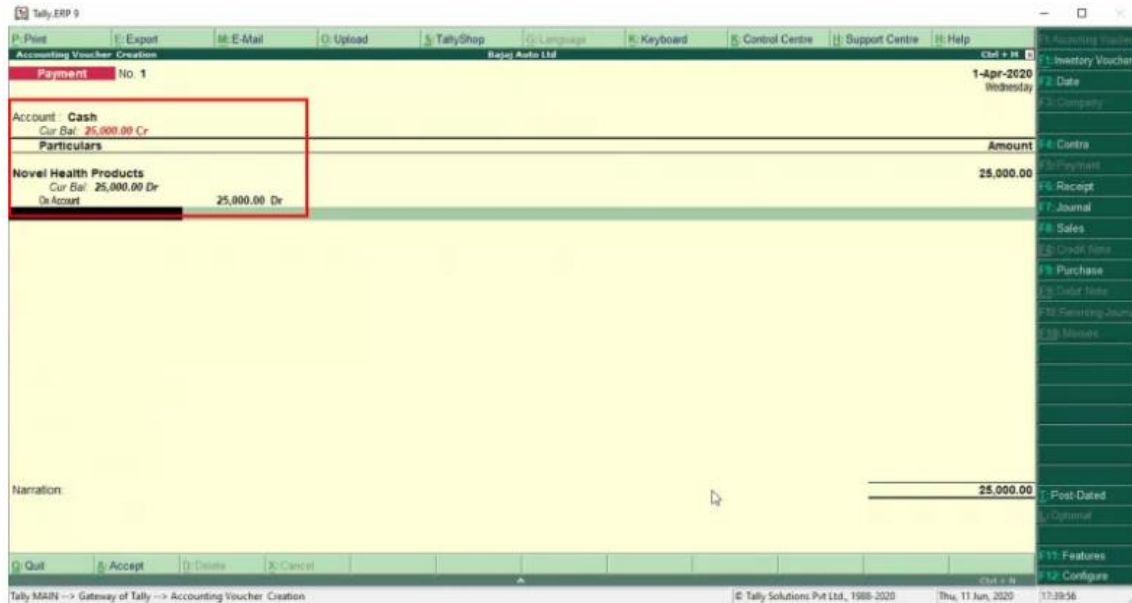 Tally.ERP 9
P: Print E: Export M: E-Mail O: Upload S: TallyShop G: Language K: Keyboard K: Control Centre H: Support Centre H: Help
Accounting Voucher Creation Bajaj Auto Ltd Ctrl + M
Payment No. 1 1-Apr-2020
Wednesday
Account : Cash
Cur Bal: 25,000.00 Cr
Particulars Amount
Novel Health Products 25,000.00
Cur Bal: 25,000.00 Dr
On Account 25,000.00 Dr
Narration: 25,000.00
F1: Inventory Voucher
F2: Date
F3: Company
F4: Contra
F5: Payment
F6: Receipt
F7: Journal
F8: Sales
F8: Credit Note
F9: Purchase
F9: Debit Note
F10: Reversing Journ
F10: Memos
T: Post-Dated
L: Optional
F11: Features
F12: Configure
Q: Quit A: Accept D: Delete X: Cancel
Ctrl + N
Tally MAIN --> Gateway of Tally --> Accounting Voucher Creation © Tally Solutions Pvt Ltd., 1988-2020 Thu, 11 Jun, 2020 17:39:56